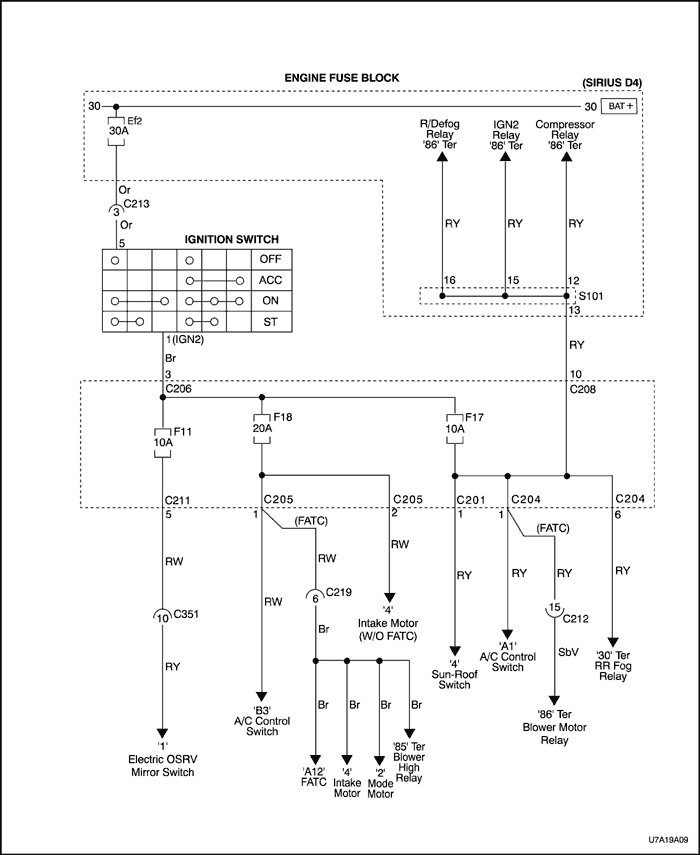 ENGINE FUSE BLOCK
(SIRIUS D4)
30
30
BAT +
Ef2
30A
R/Defog
Relay
'86' Ter
IGN2
Relay
'86' Ter
Compressor
Relay
'86' Ter
Or
3
C213
Or
5
RY
RY
RY
IGNITION SWITCH
OFF
ACC
ON
ST
16
15
12
S101
13
1(IGN2)
Br
3
C206
RY
10
C208
F11
10A
F18
20A
F17
10A
C211
5
C205
1
(FATC)
C205
2
C201
1
C204
1
(FATC)
C204
6
RW
RW
RW
RW
RY
RY
RY
RY
10
C351
6
C219
15
C212
RY
Br
SbV
'4'
Intake Motor
(W/O FATC)
'4'
Sun-Roof
Switch
'A1'
A/C Control
Switch
'30' Ter
RR Fog
Relay
'B3'
A/C Control
Switch
'86' Ter
Blower Motor
Relay
Br
Br
Br
Br
'1'
Electric OSRV
Mirror Switch
'A12'
FATC
'4'
Intake
Motor
'2'
Mode
Motor
'85' Ter
Blower
High
Relay
U7A19A09